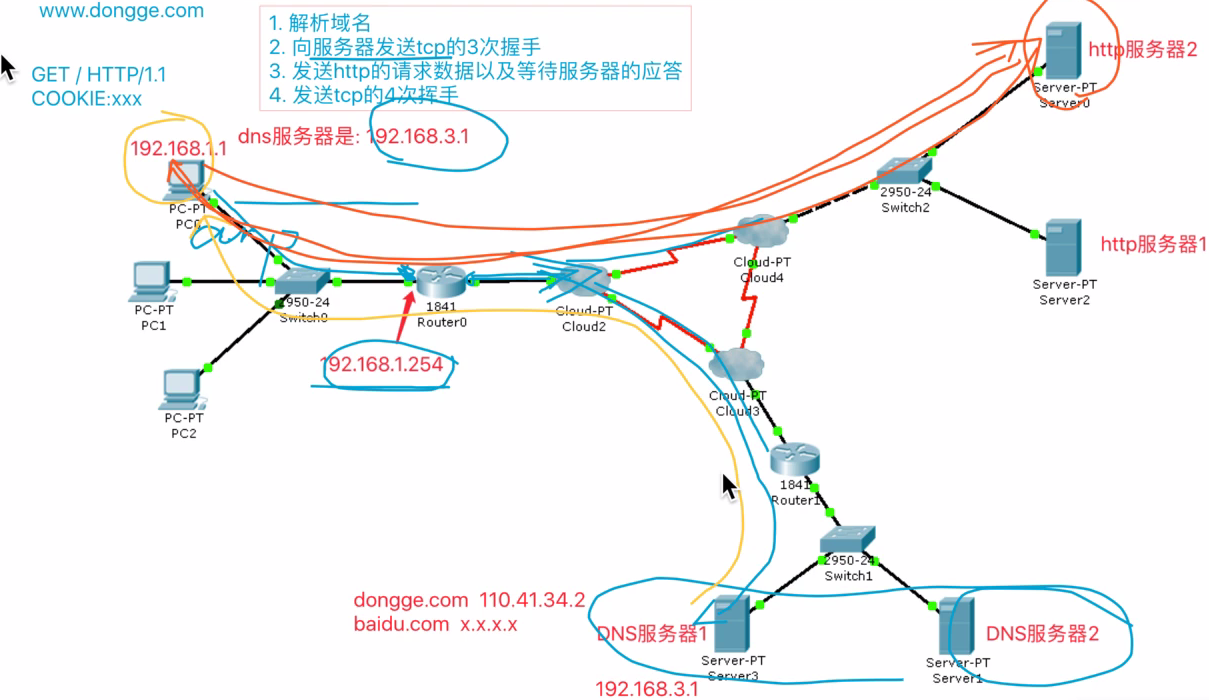 www.dongge.com
1. 解析域名
2. 向服务器发送tcp的3次握手
3. 发送http的请求数据以及等待服务器的应答
4. 发送tcp的4次挥手
GET / HTTP/1.1
COOKIE:xxx
http服务器2
Server-PT
Server0
dns服务器是: 192.168.3.1
192.168.1.1
PC-PT
PC0
arp
2950-24
Switch2
http服务器1
Server-PT
Server2
Cloud-PT
Cloud4
PC-PT
PC1
2950-24
Switch0
1841
Router0
Cloud-PT
Cloud2
192.168.1.254
PC-PT
PC2
Cloud-PT
Cloud3
1841
Router1
2950-24
Switch1
dongge.com 110.41.34.2
baidu.com x.x.x.x
DNS服务器1
DNS服务器2
Server-PT
Server3
Server-PT
Server1
192.168.3.1